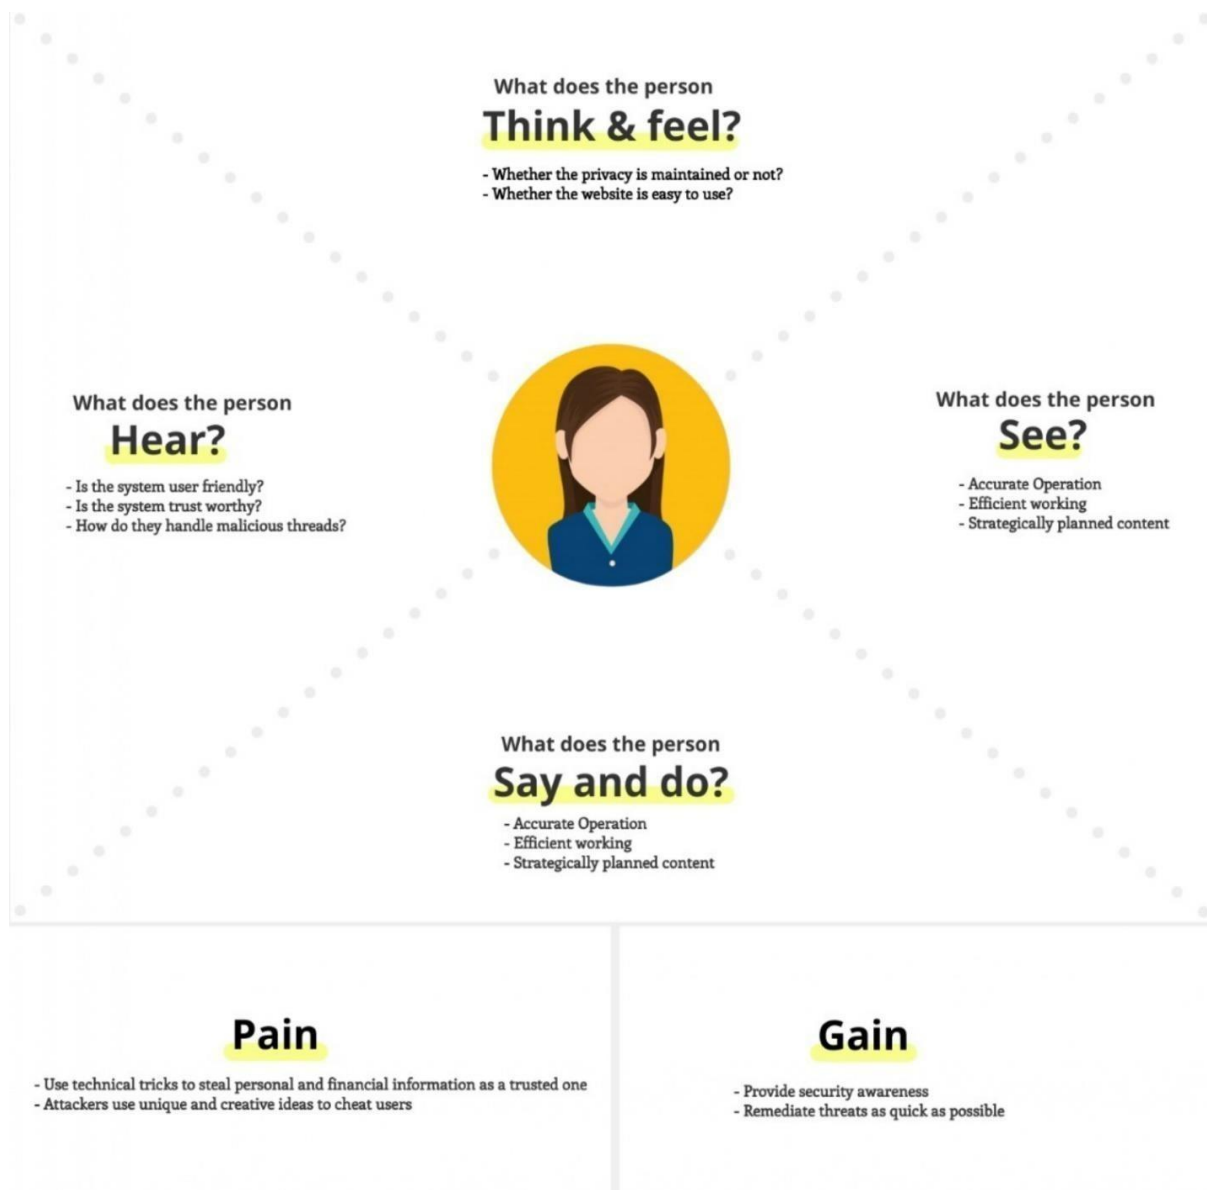 What does the person
Think & feel?
- Whether the privacy is maintained or not?
- Whether the website is easy to use?
What does the person
Hear?
- Is the system user friendly?
- Is the system trust worthy?
- How do they handle malicious threads?
What does the person
See?
- Accurate Operation
- Efficient working
- Strategically planned content
What does the person
Say and do?
- Accurate Operation
- Efficient working
- Strategically planned content
Pain
- Use technical tricks to steal personal and financial information as a trusted one
- Attackers use unique and creative ideas to cheat users
Gain
- Provide security awareness
- Remediate threats as quick as possible